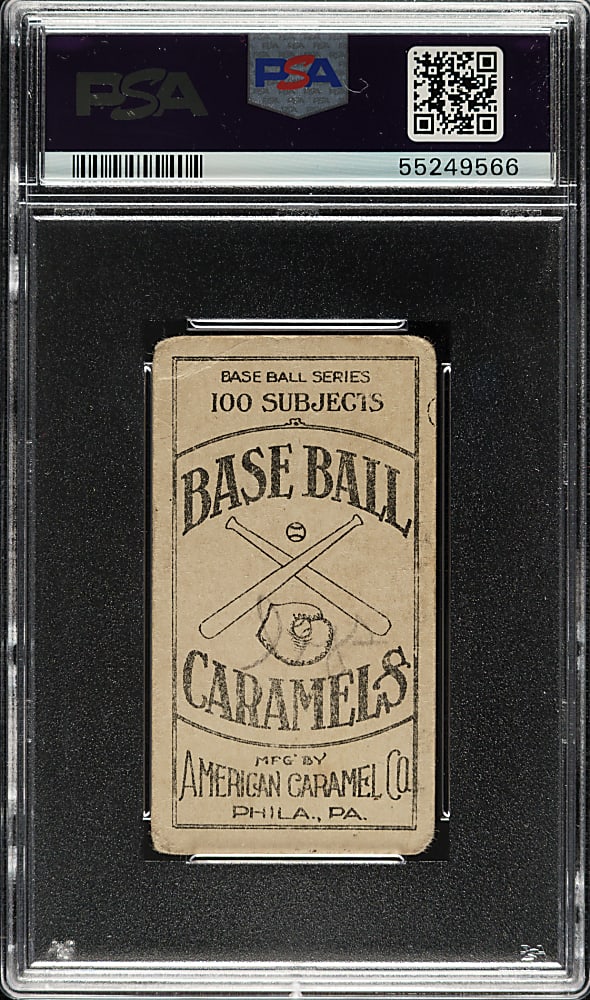 PSA PSA
55249566
BASE BALL SERIES
100 SUBJECTS
BASE BALL
CARAMELS
MFG' BY
AMERICAN CARAMEL CO
PHILA., PA.